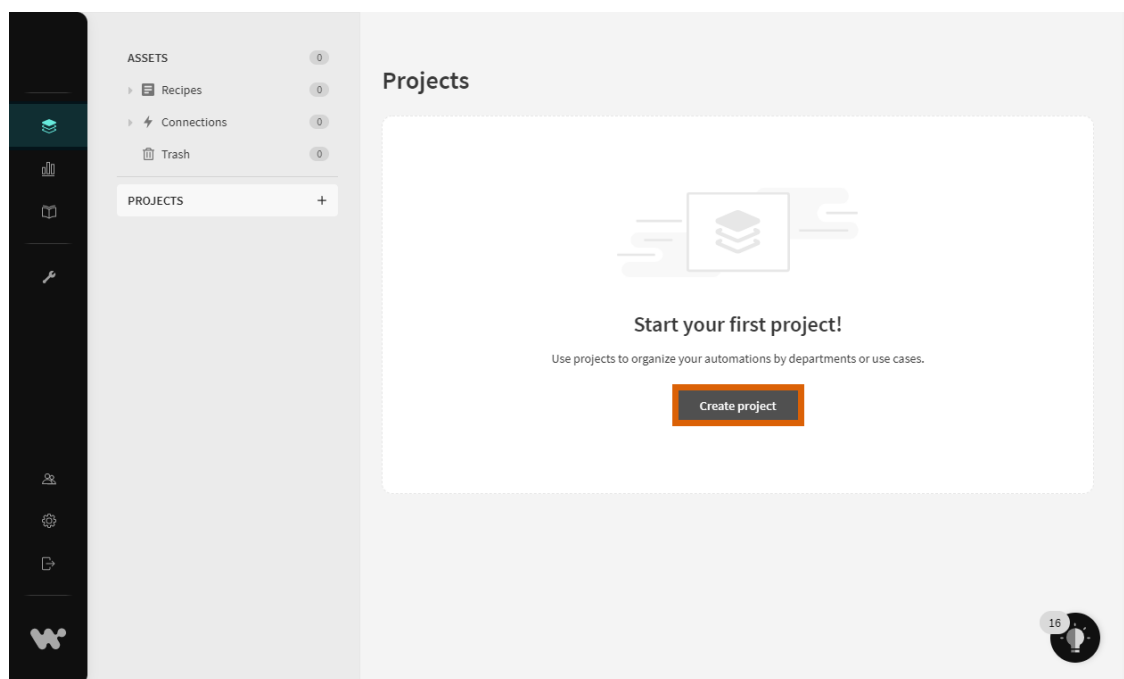 ASSETS 0
Recipes 0
Connections 0
Trash 0
PROJECTS +
Projects
Start your first project!
Use projects to organize your automations by departments or use cases.
Create project
16